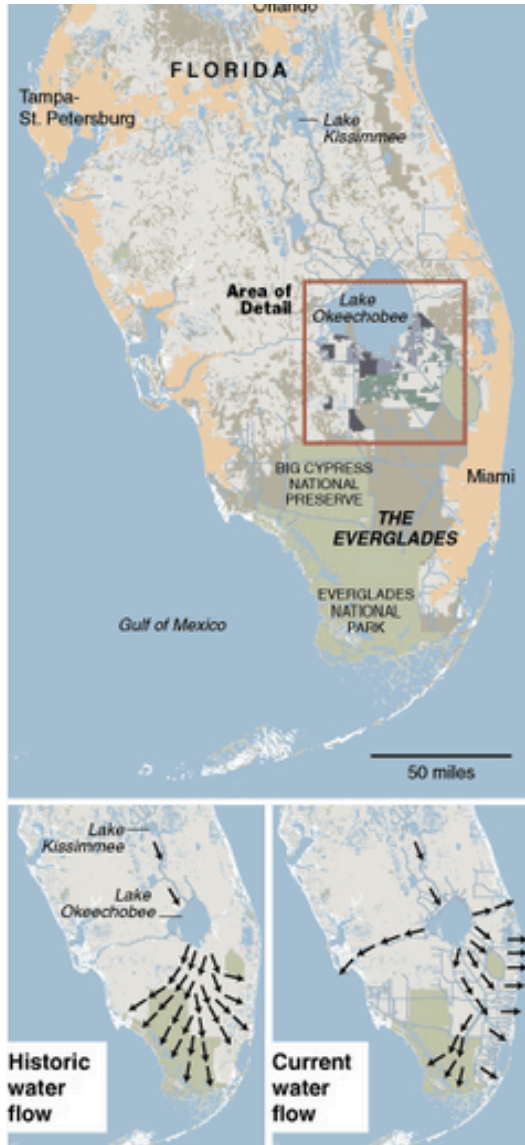 Orlando
FLORIDA
Tampa-
St. Petersburg
Lake
Kissimmee
Area of
Detail
Lake
Okeechobee
BIG CYPRESS
NATIONAL
PRESERVE
Miami
THE
EVERGLADES
EVERGLADES
NATIONAL
PARK
Gulf of Mexico
50 miles
Lake
Kissimmee
Lake
Okeechobee
Historic
water
flow
Current
water
flow